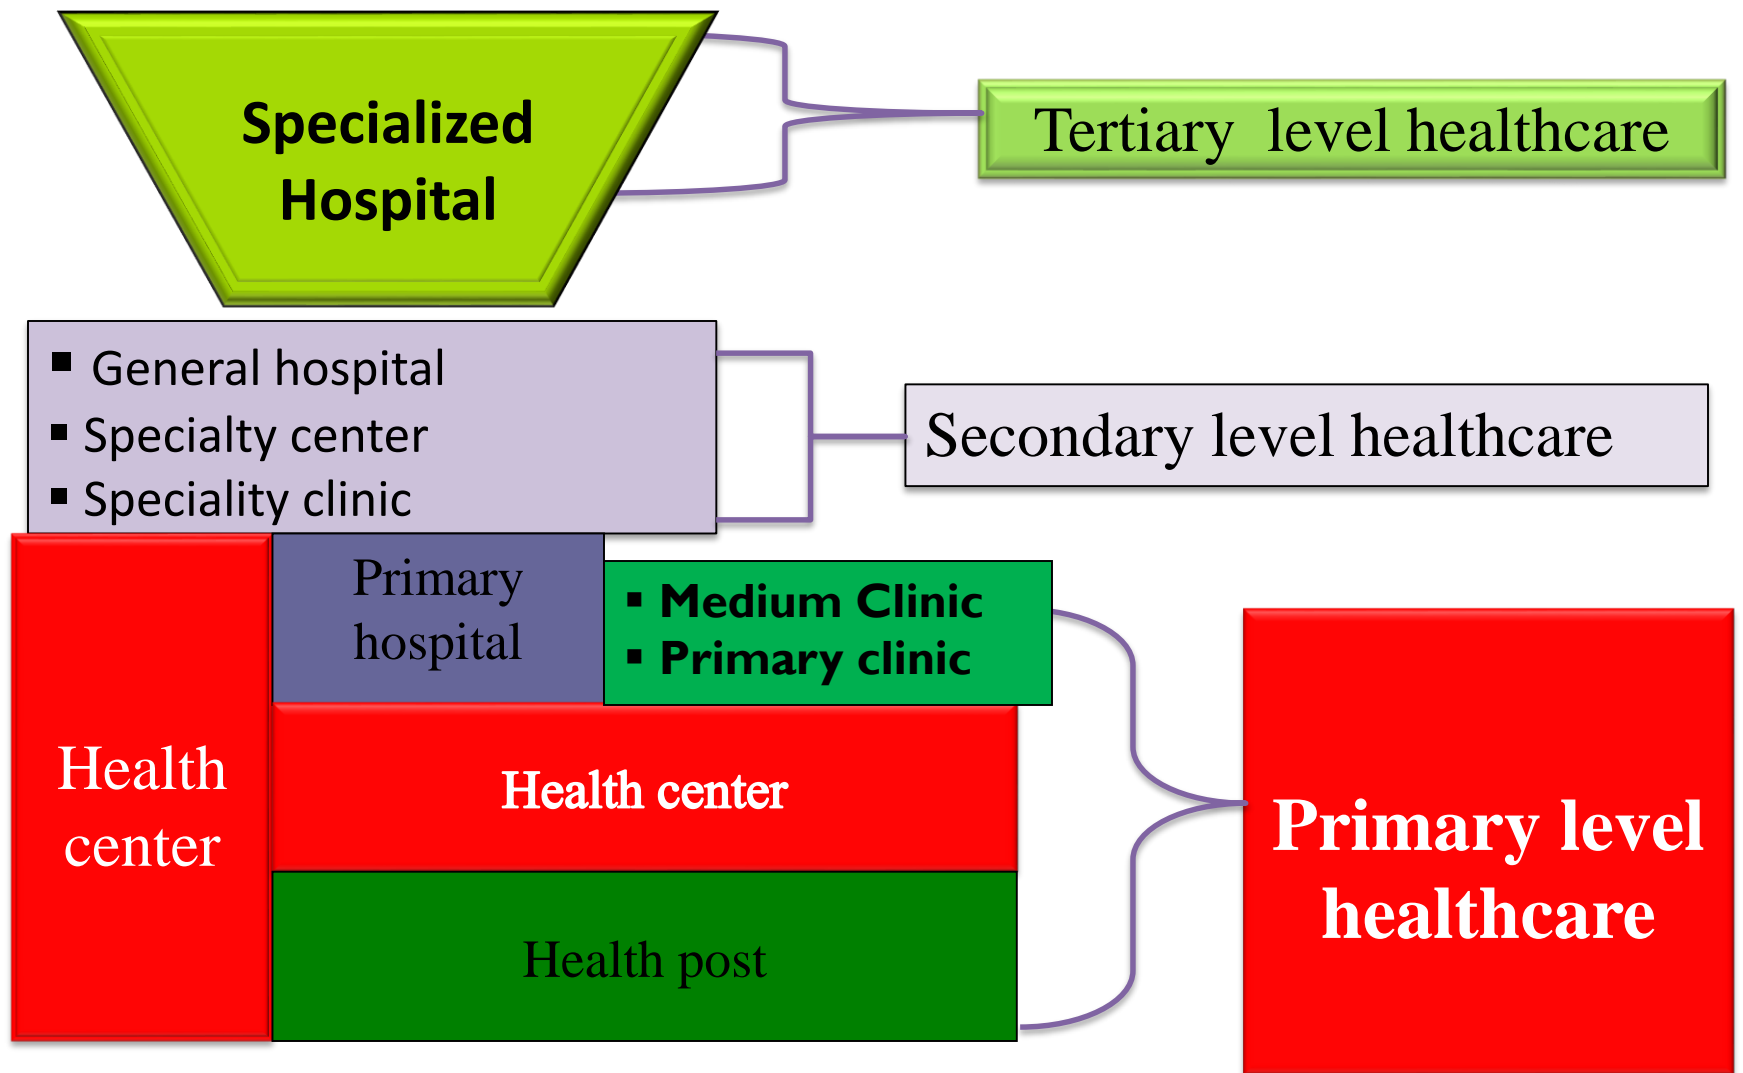 Specialized
Hospital
Tertiary  level healthcare
▪ General hospital
▪ Specialty center
▪ Speciality clinic
Secondary level healthcare
Primary
hospital
▪ Medium Clinic
▪ Primary clinic
Health
center
Health center
Health post
Primary level
healthcare